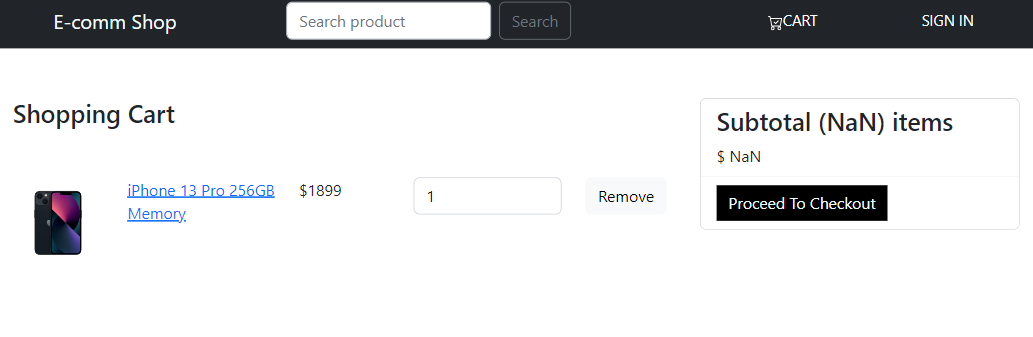 E-comm Shop
Search product
Search
CART
SIGN IN
Shopping Cart
iPhone 13 Pro 256GB
Memory
$1899
1
Remove
Subtotal (NaN) items
$ NaN
Proceed To Checkout